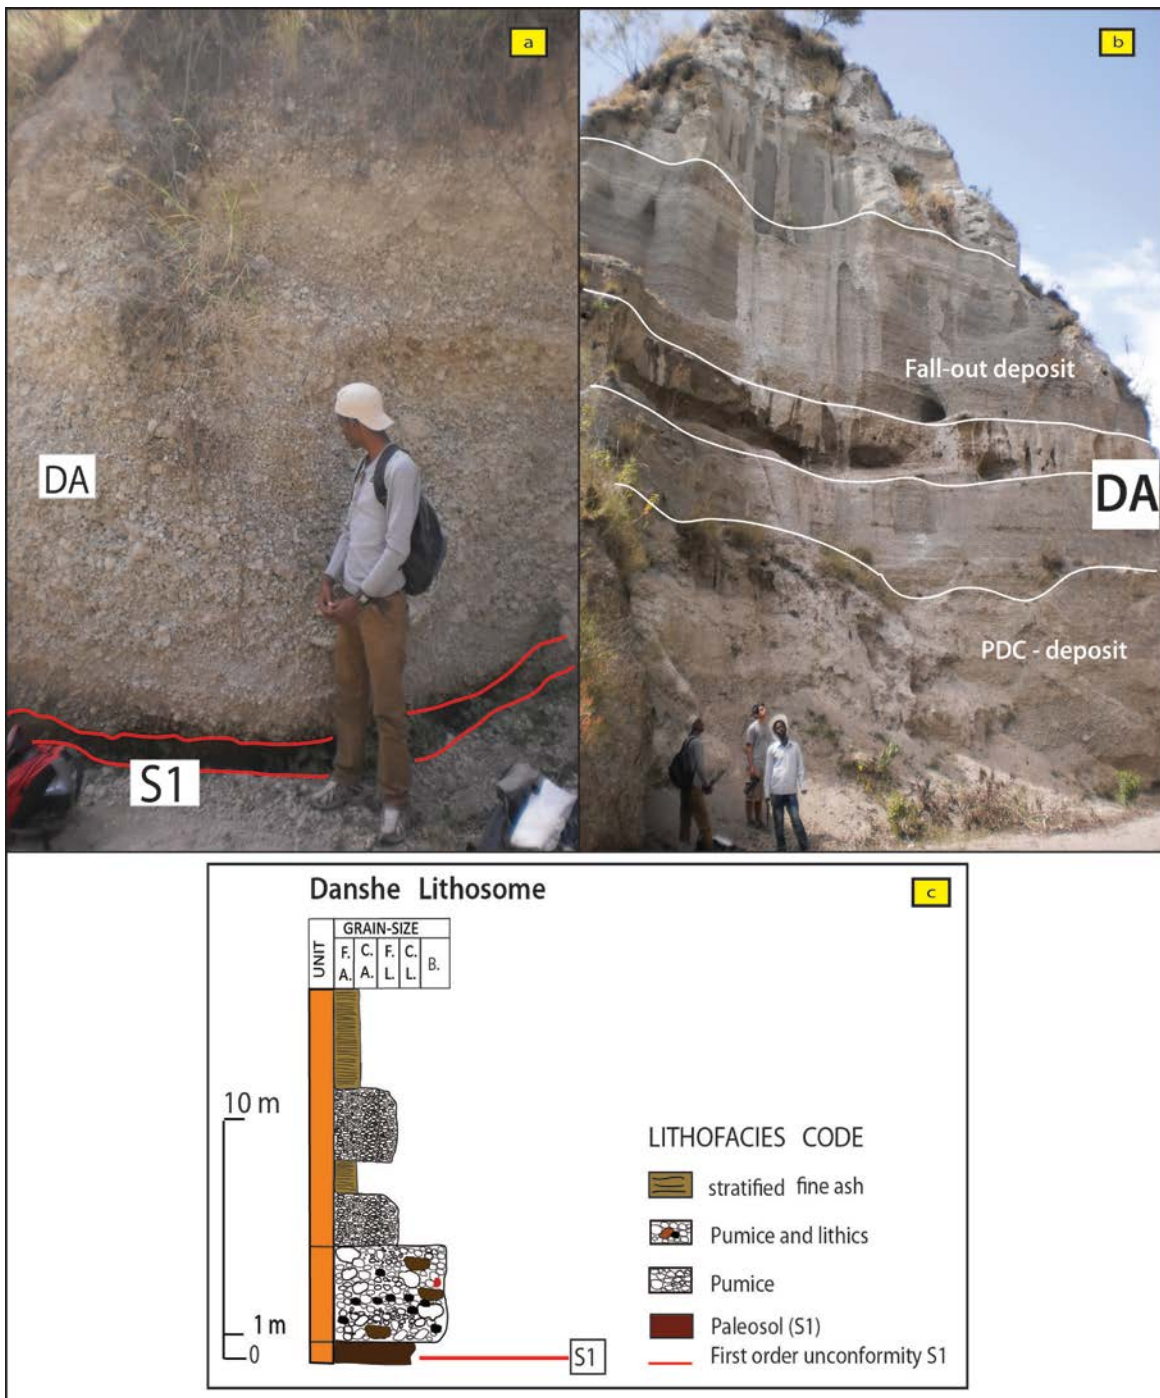 a
DA
S1
b
Fall-out deposit
DA
PDC - deposit
Danshe Lithosome
c
UNIT
GRAIN-SIZE
F. A.
C. A.
F. L.
C. L.
B.
10 m
1 m
0
S1
LITHOFACIES CODE
stratified fine ash
Pumice and lithics
Pumice
Paleosol (S1)
First order unconformity S1